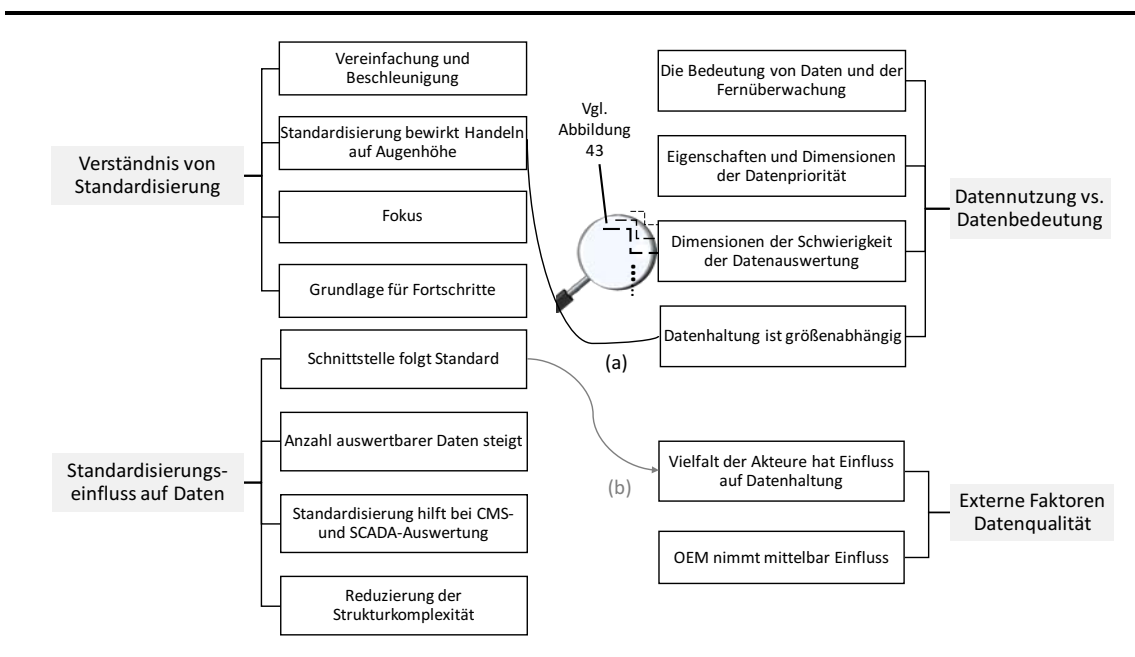 Verständnis von
Standardisierung
Vereinfachung und
Beschleunigung
Standardisierung bewirkt Handeln
auf Augenhöhe
Fokus
Grundlage für Fortschritte
Standardisierungs-
einfluss auf Daten
Schnittstelle folgt Standard
Anzahl auswertbarer Daten steigt
Standardisierung hilft bei CMS-
und SCADA-Auswertung
Reduzierung der
Strukturkomplexität
Vgl.
Abbildung
43
(a)
(b)
Die Bedeutung von Daten und der
Fernüberwachung
Eigenschaften und Dimensionen
der Datenpriorität
Dimensionen der Schwierigkeit
der Datenauswertung
Datenhaltung ist größenabhängig
Datennutzung vs.
Datenbedeutung
Vielfalt der Akteure hat Einfluss
auf Datenhaltung
OEM nimmt mittelbar Einfluss
Externe Faktoren
Datenqualität